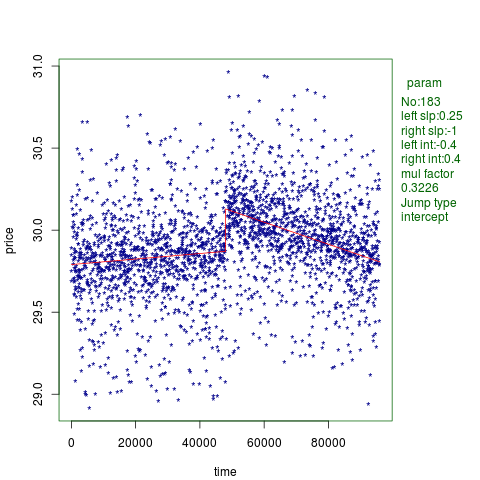 31.0
30.5
30.0
29.5
29.0
price
0
20000
40000
60000
80000
time
param
No:183
left slp:0.25
right slp:-1
left int:-0.4
right int:0.4
mul factor
0.3226
Jump type
intercept